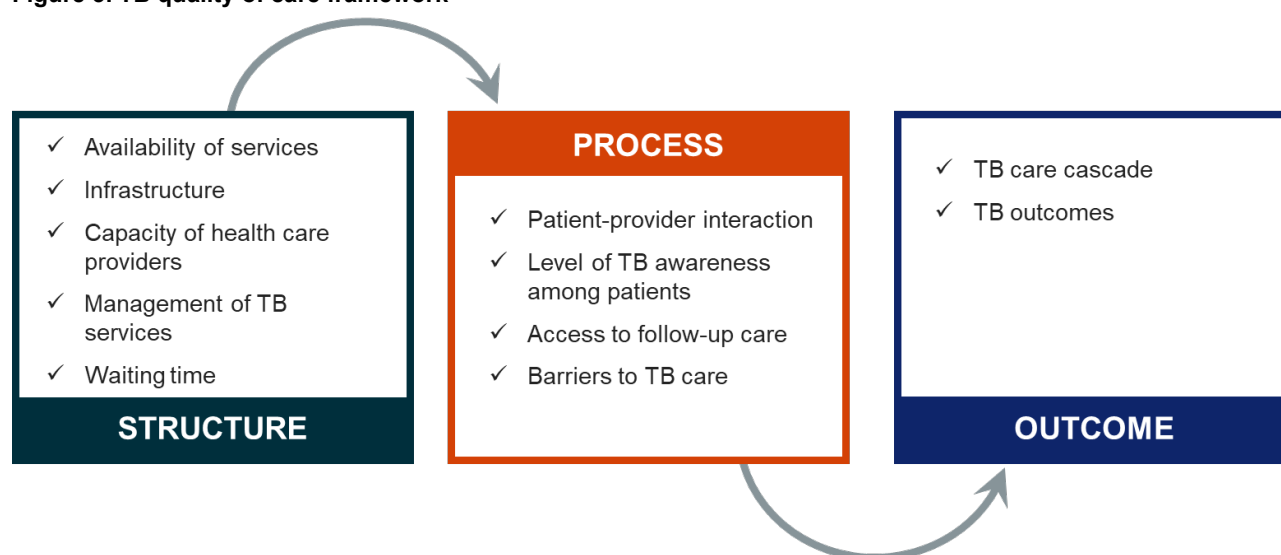 ✓ Availability of services
✓ Infrastructure
✓ Capacity of health care
providers
✓ Management of TB
services
✓ Waiting time
STRUCTURE
PROCESS
✓ Patient-provider interaction
✓ Level of TB awareness
among patients
✓ Access to follow-up care
✓ Barriers to TB care
✓ TB care cascade
✓ TB outcomes
OUTCOME